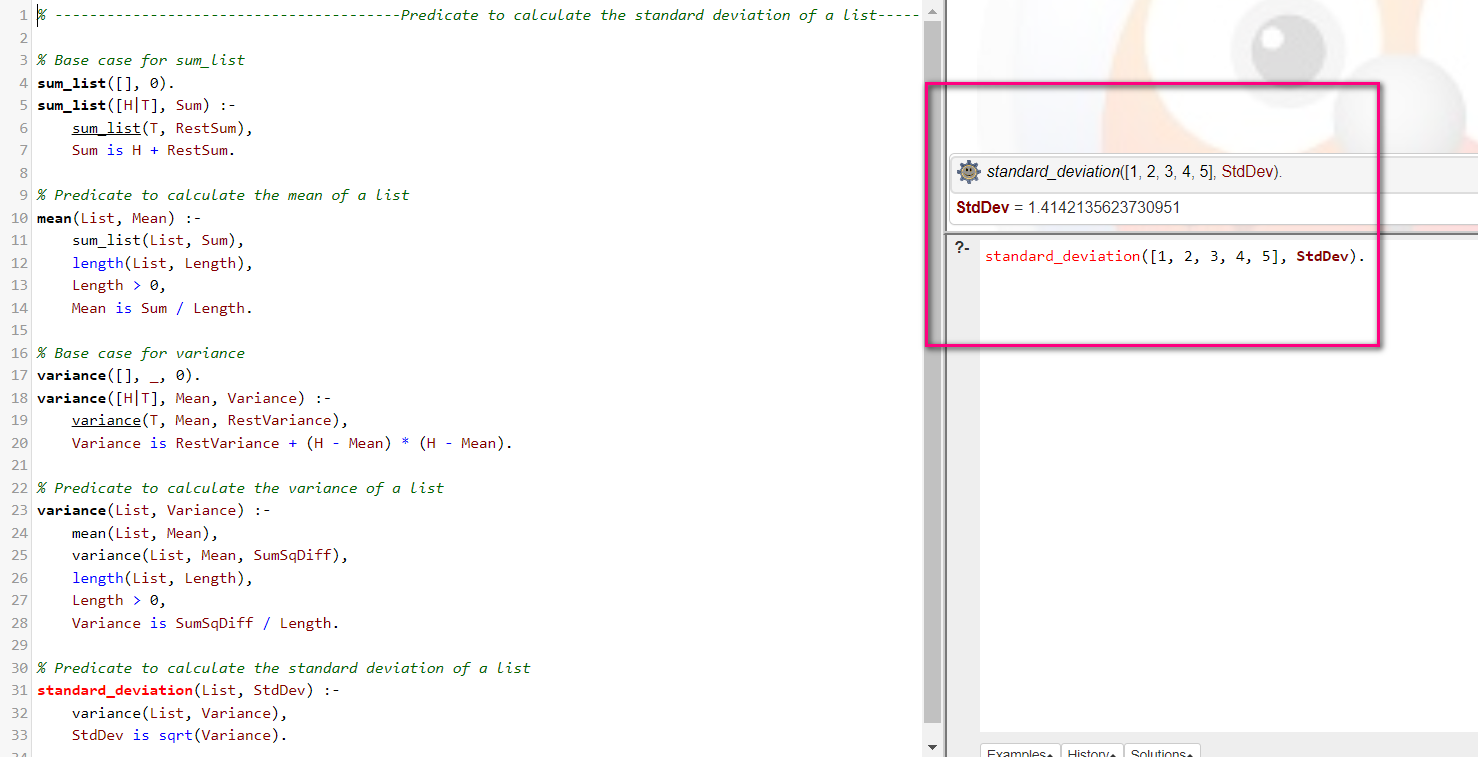 1 % ----------------------------------------Predicate to calculate the standard deviation of a list-----
2
3 % Base case for sum_list
4 sum_list([], 0).
5 sum_list([H|T], Sum) :-
6     sum_list(T, RestSum),
7     Sum is H + RestSum.
8
9 % Predicate to calculate the mean of a list
10 mean(List, Mean) :-
11     sum_list(List, Sum),
12     length(List, Length),
13     Length > 0,
14     Mean is Sum / Length.
15
16 % Base case for variance
17 variance([], _, 0).
18 variance([H|T], Mean, Variance) :-
19     variance(T, Mean, RestVariance),
20     Variance is RestVariance + (H - Mean) * (H - Mean).
21
22 % Predicate to calculate the variance of a list
23 variance(List, Variance) :-
24     mean(List, Mean),
25     variance(List, Mean, SumSqDiff),
26     length(List, Length),
27     Length > 0,
28     Variance is SumSqDiff / Length.
29
30 % Predicate to calculate the standard deviation of a list
31 standard_deviation(List, StdDev) :-
32     variance(List, Variance),
33     StdDev is sqrt(Variance).
34
standard_deviation([1, 2, 3, 4, 5], StdDev).
StdDev = 1.4142135623730951
?- standard_deviation([1, 2, 3, 4, 5], StdDev).
Examples History Solutions